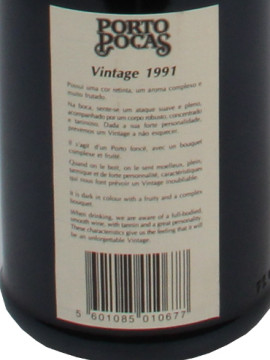 PORTO
POÇAS
Vintage 1991
Possui uma cor retinta, um aroma complexo e
muito frutado.
Na boca, sente-se um ataque suave e pleno,
acompanhado por um corpo robusto, concentrado
e taninoso. Dada a sua forte personalidade,
prevemos um Vintage a não esquecer.
Il s'agit d'un Porto foncé, avec un bouquet
complexe et fruité.
Quand on le boit, on le sent moelleux, plein,
tannique et de forte personnalité, caractéristiques
qui nous font prévoir un Vintage inoubliable.
It is dark in colour with a fruity and a complex
bouquet.
When drinking, we are aware of a full-bodied,
smooth wine, with tannin and a great personality.
These characteristics give us the feeling that it will
be an unforgetable Vintage.
5 601085 010677